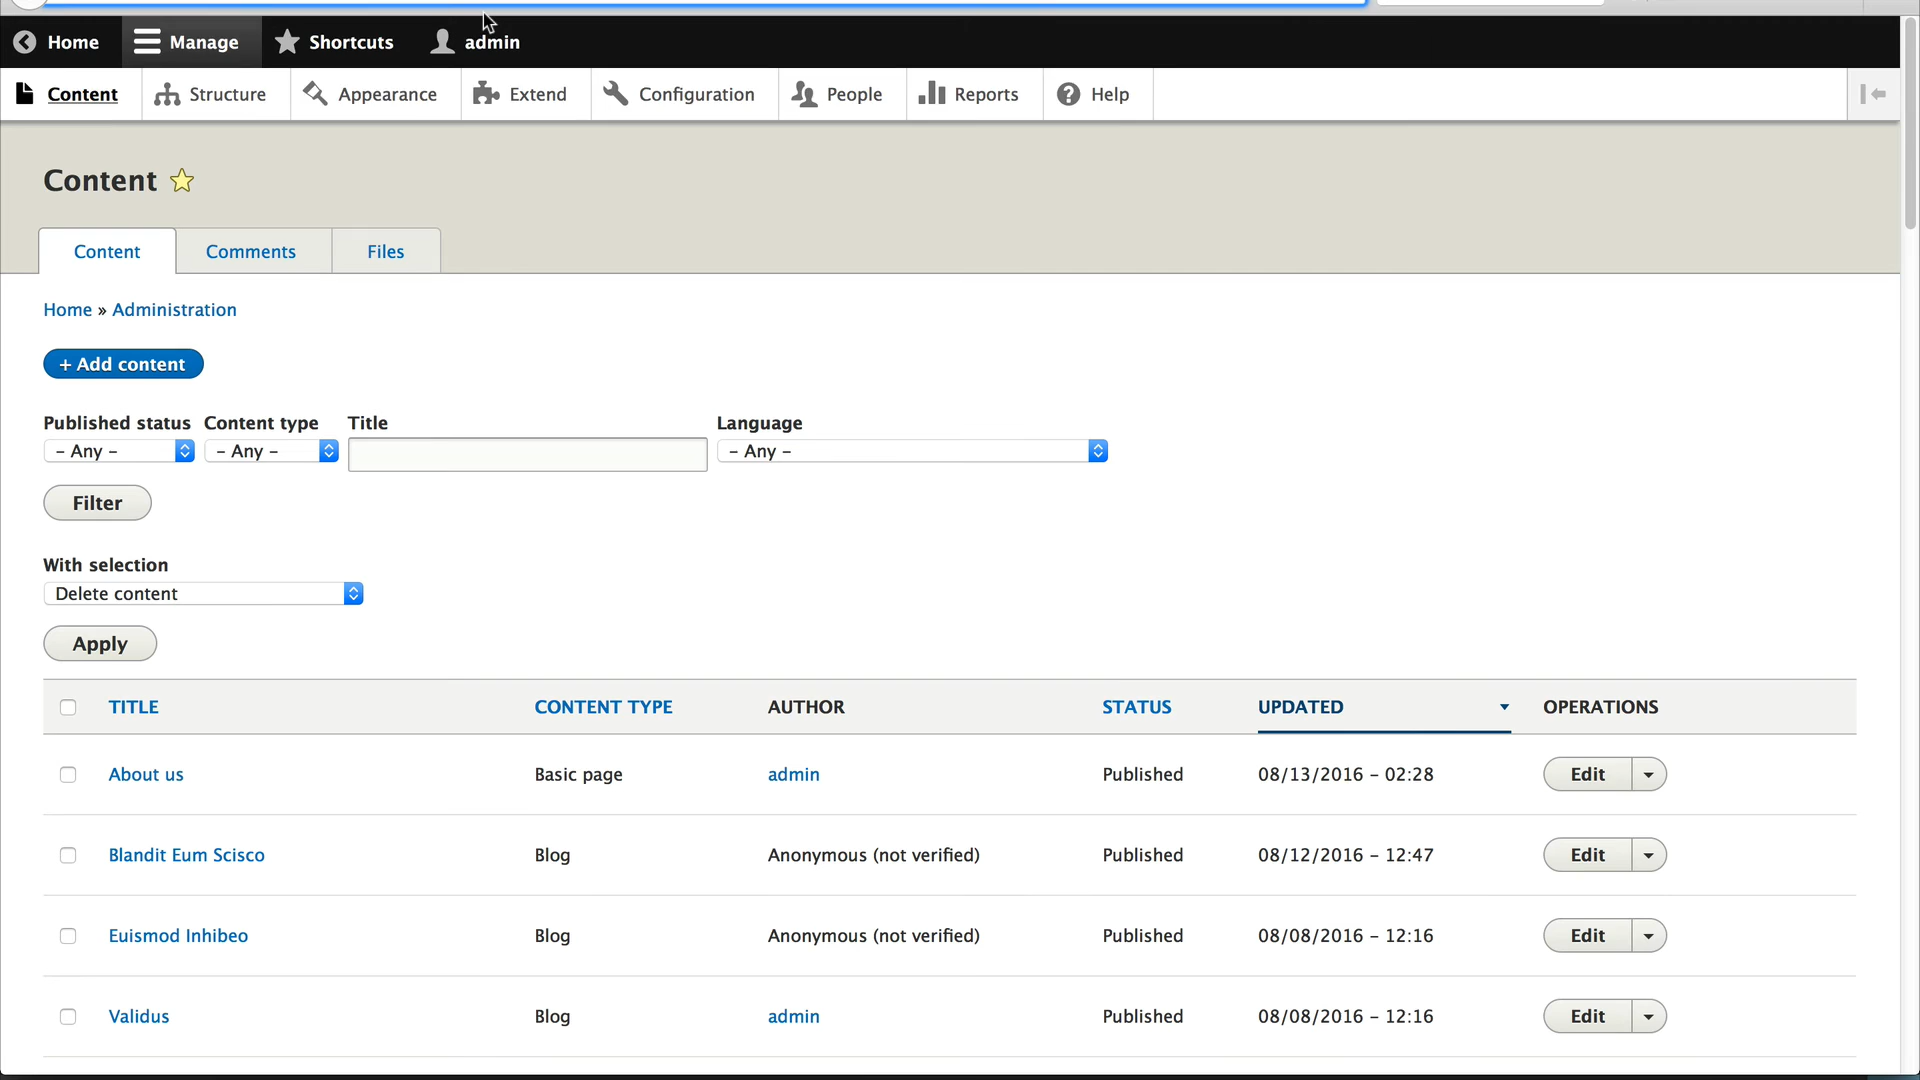 Home Manage Shortcuts admin
Content Structure Appearance Extend Configuration People Reports Help
Content
Content Comments Files
Home » Administration
+ Add content
Published status Content type Title Language
– Any – – Any – – Any –
Filter
With selection
Delete content
Apply
TITLE CONTENT TYPE AUTHOR STATUS UPDATED OPERATIONS
About us Basic page admin Published 08/13/2016 – 02:28 Edit
Blandit Eum Scisco Blog Anonymous (not verified) Published 08/12/2016 – 12:47 Edit
Euismod Inhibeo Blog Anonymous (not verified) Published 08/08/2016 – 12:16 Edit
Validus Blog admin Published 08/08/2016 – 12:16 Edit